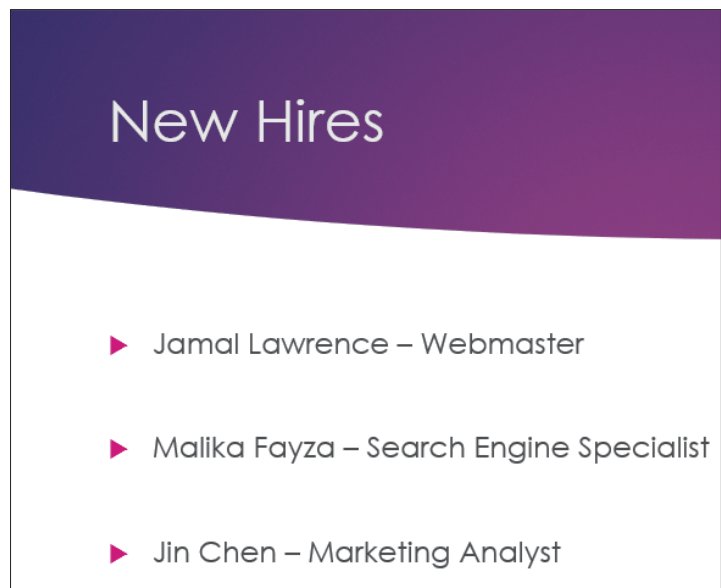 New Hires
Jamal Lawrence – Webmaster
Malika Fayza – Search Engine Specialist
Jin Chen – Marketing Analyst